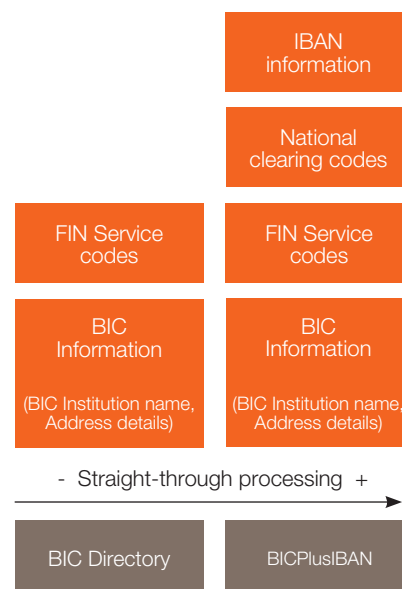 IBAN
information
National
clearing codes
FIN Service
codes
FIN Service
codes
BIC
Information
(BIC Institution name,
Address details)
BIC
Information
(BIC Institution name,
Address details)
- Straight-through processing +
BIC Directory
BICPlusIBAN